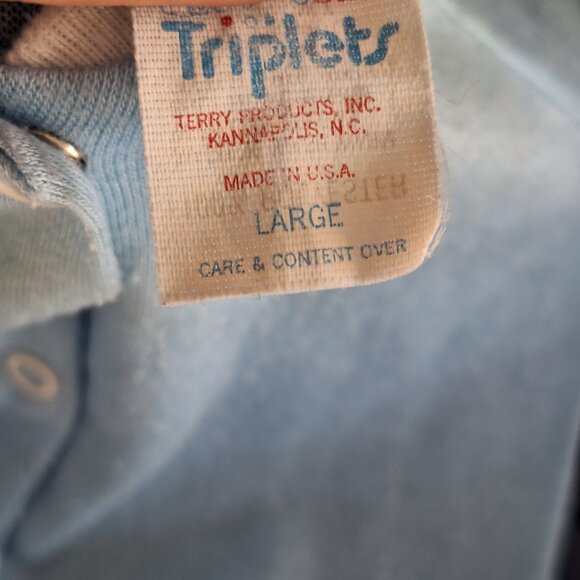 Triplets
TERRY PRODUCTS, INC.
KANNAPOLIS, N.C.
MADE IN U.S.A.
LARGE
CARE & CONTENT OVER